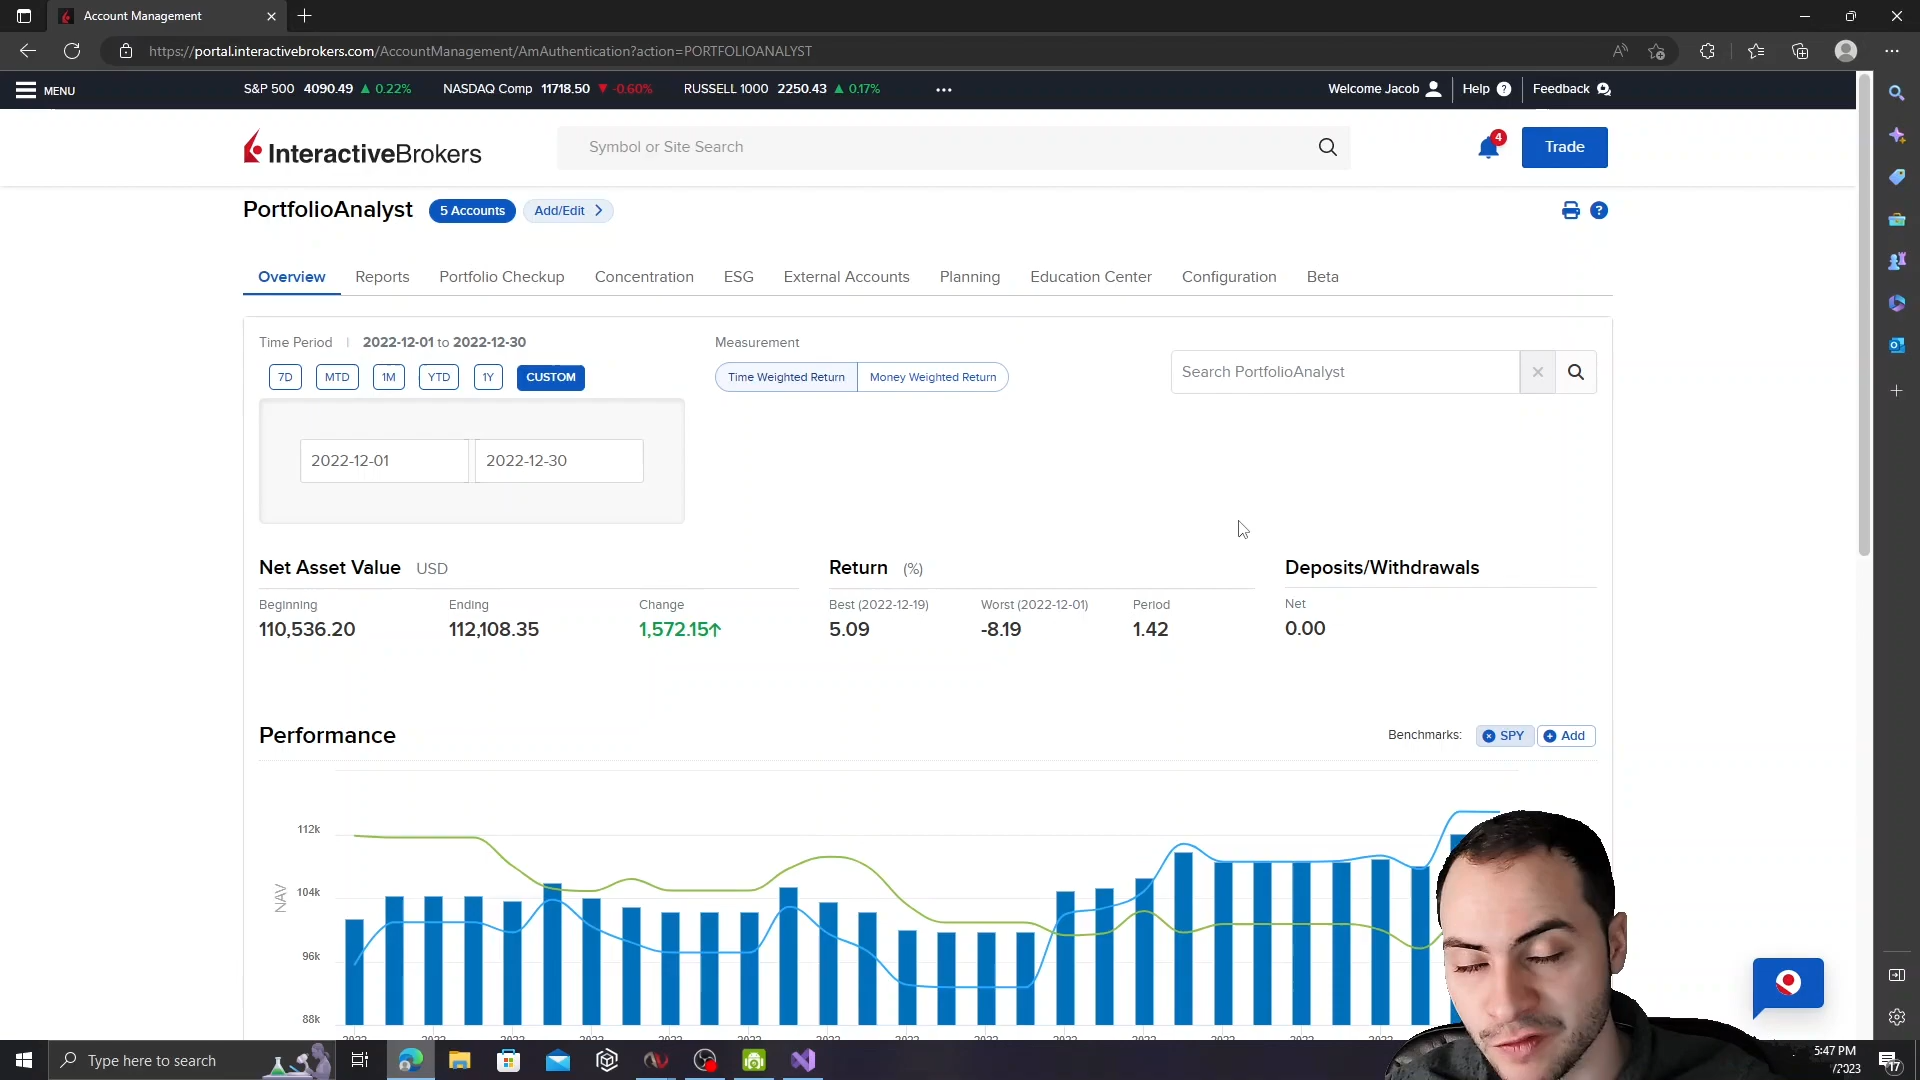 Account Management
https://portal.interactivebrokers.com/AccountManagement/AmAuthentication?action=PORTFOLIOANALYST
MENU
S&P 500 4090.49 ▲ 0.22% NASDAQ Comp 11718.50 ▼ -0.60% RUSSELL 1000 2250.43 ▲ 0.17% •••
Welcome Jacob Help ? Feedback
InteractiveBrokers
Symbol or Site Search
4
Trade
PortfolioAnalyst 5 Accounts Add/Edit
Overview Reports Portfolio Checkup Concentration ESG External Accounts Planning Education Center Configuration Beta
Time Period | 2022-12-01 to 2022-12-30
7D MTD 1M YTD 1Y CUSTOM
Measurement
Time Weighted Return Money Weighted Return
Search PortfolioAnalyst
2022-12-01 2022-12-30
Net Asset Value USD
Beginning Ending Change
110,536.20 112,108.35 1,572.15↑
Return (%)
Best (2022-12-19) Worst (2022-12-01) Period
5.09 -8.19 1.42
Deposits/Withdrawals
Net
0.00
Performance
Benchmarks: SPY Add
NAV
112k
104k
96k
88k
Type here to search
5:47 PM
/2023
17